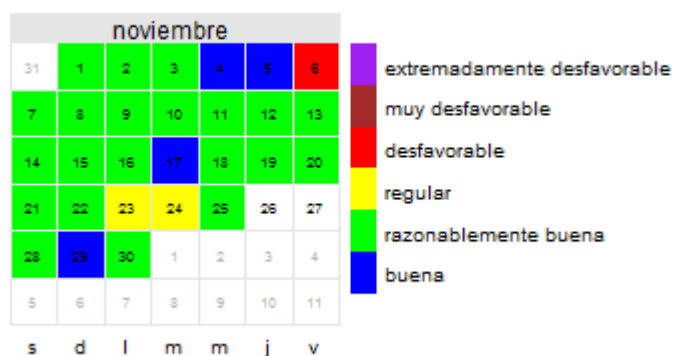 noviembre
31 1 2 3 4 5 6
7 8 9 10 11 12 13
14 15 16 17 18 19 20
21 22 23 24 25 26 27
28 29 30 1 2 3 4
5 6 7 8 9 10 11
s d l m m j v
extremadamente desfavorable
muy desfavorable
desfavorable
regular
razonablemente buena
buena